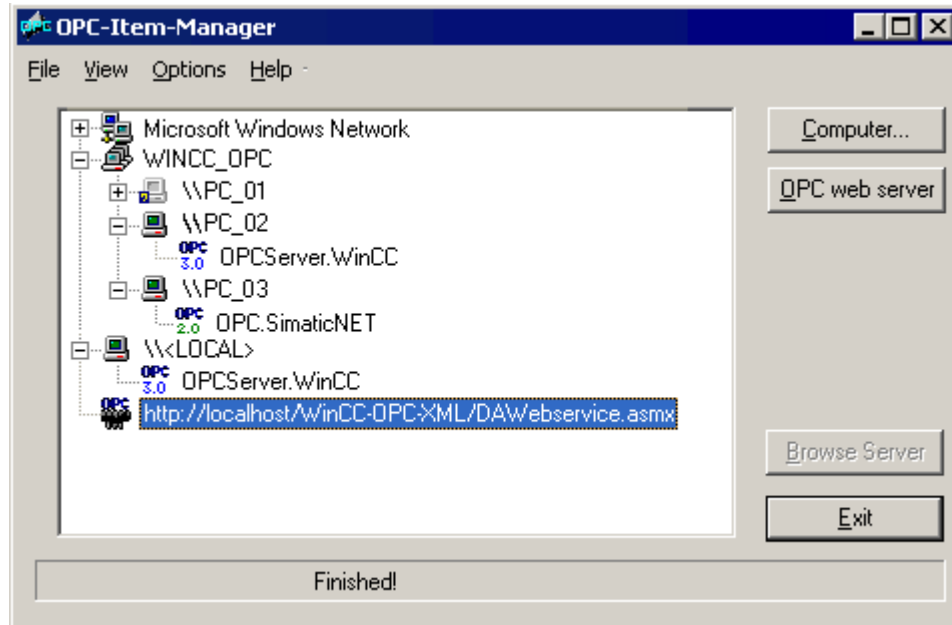 OPC OPC-Item-Manager
File View Options Help
Microsoft Windows Network
Computer...
WINCC_OPC
\\PC_01
OPC web server
\\PC_02
OPC 3.0 OPCServer.WinCC
\\PC_03
OPC 2.0 OPC.SimaticNET
\\<LOCAL>
OPC 3.0 OPCServer.WinCC
OPC http://localhost/WinCC-OPC-XML/DAWebservice.asmx
Browse Server
Exit
Finished!